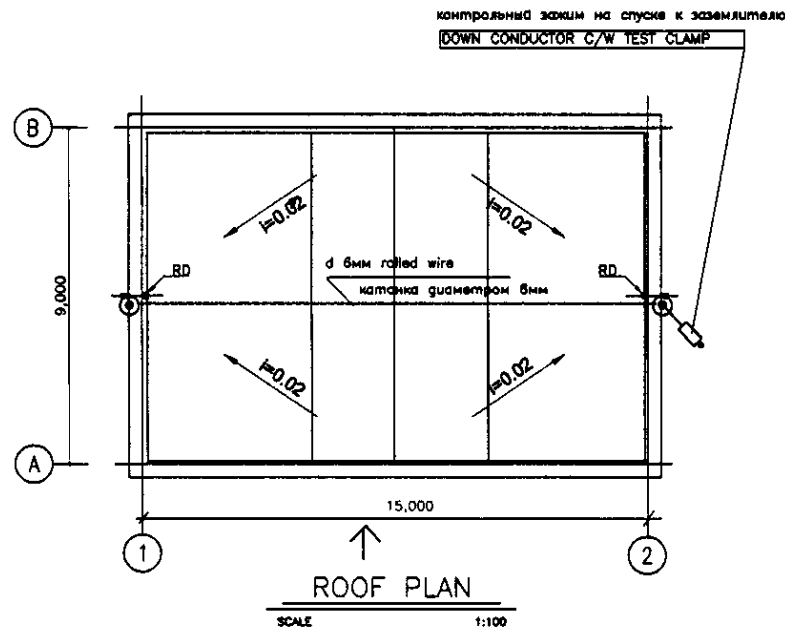 контрольный зажим на спуске к заземлителю
DOWN CONDUCTOR C/W TEST CLAMP
B
i=0.02
i=0.02
RD
d 6мм rolled wire
RD
катанка диаметром 6мм
9,000
i=0.02
i=0.02
A
15,000
1
2
ROOF PLAN
SCALE 1:100